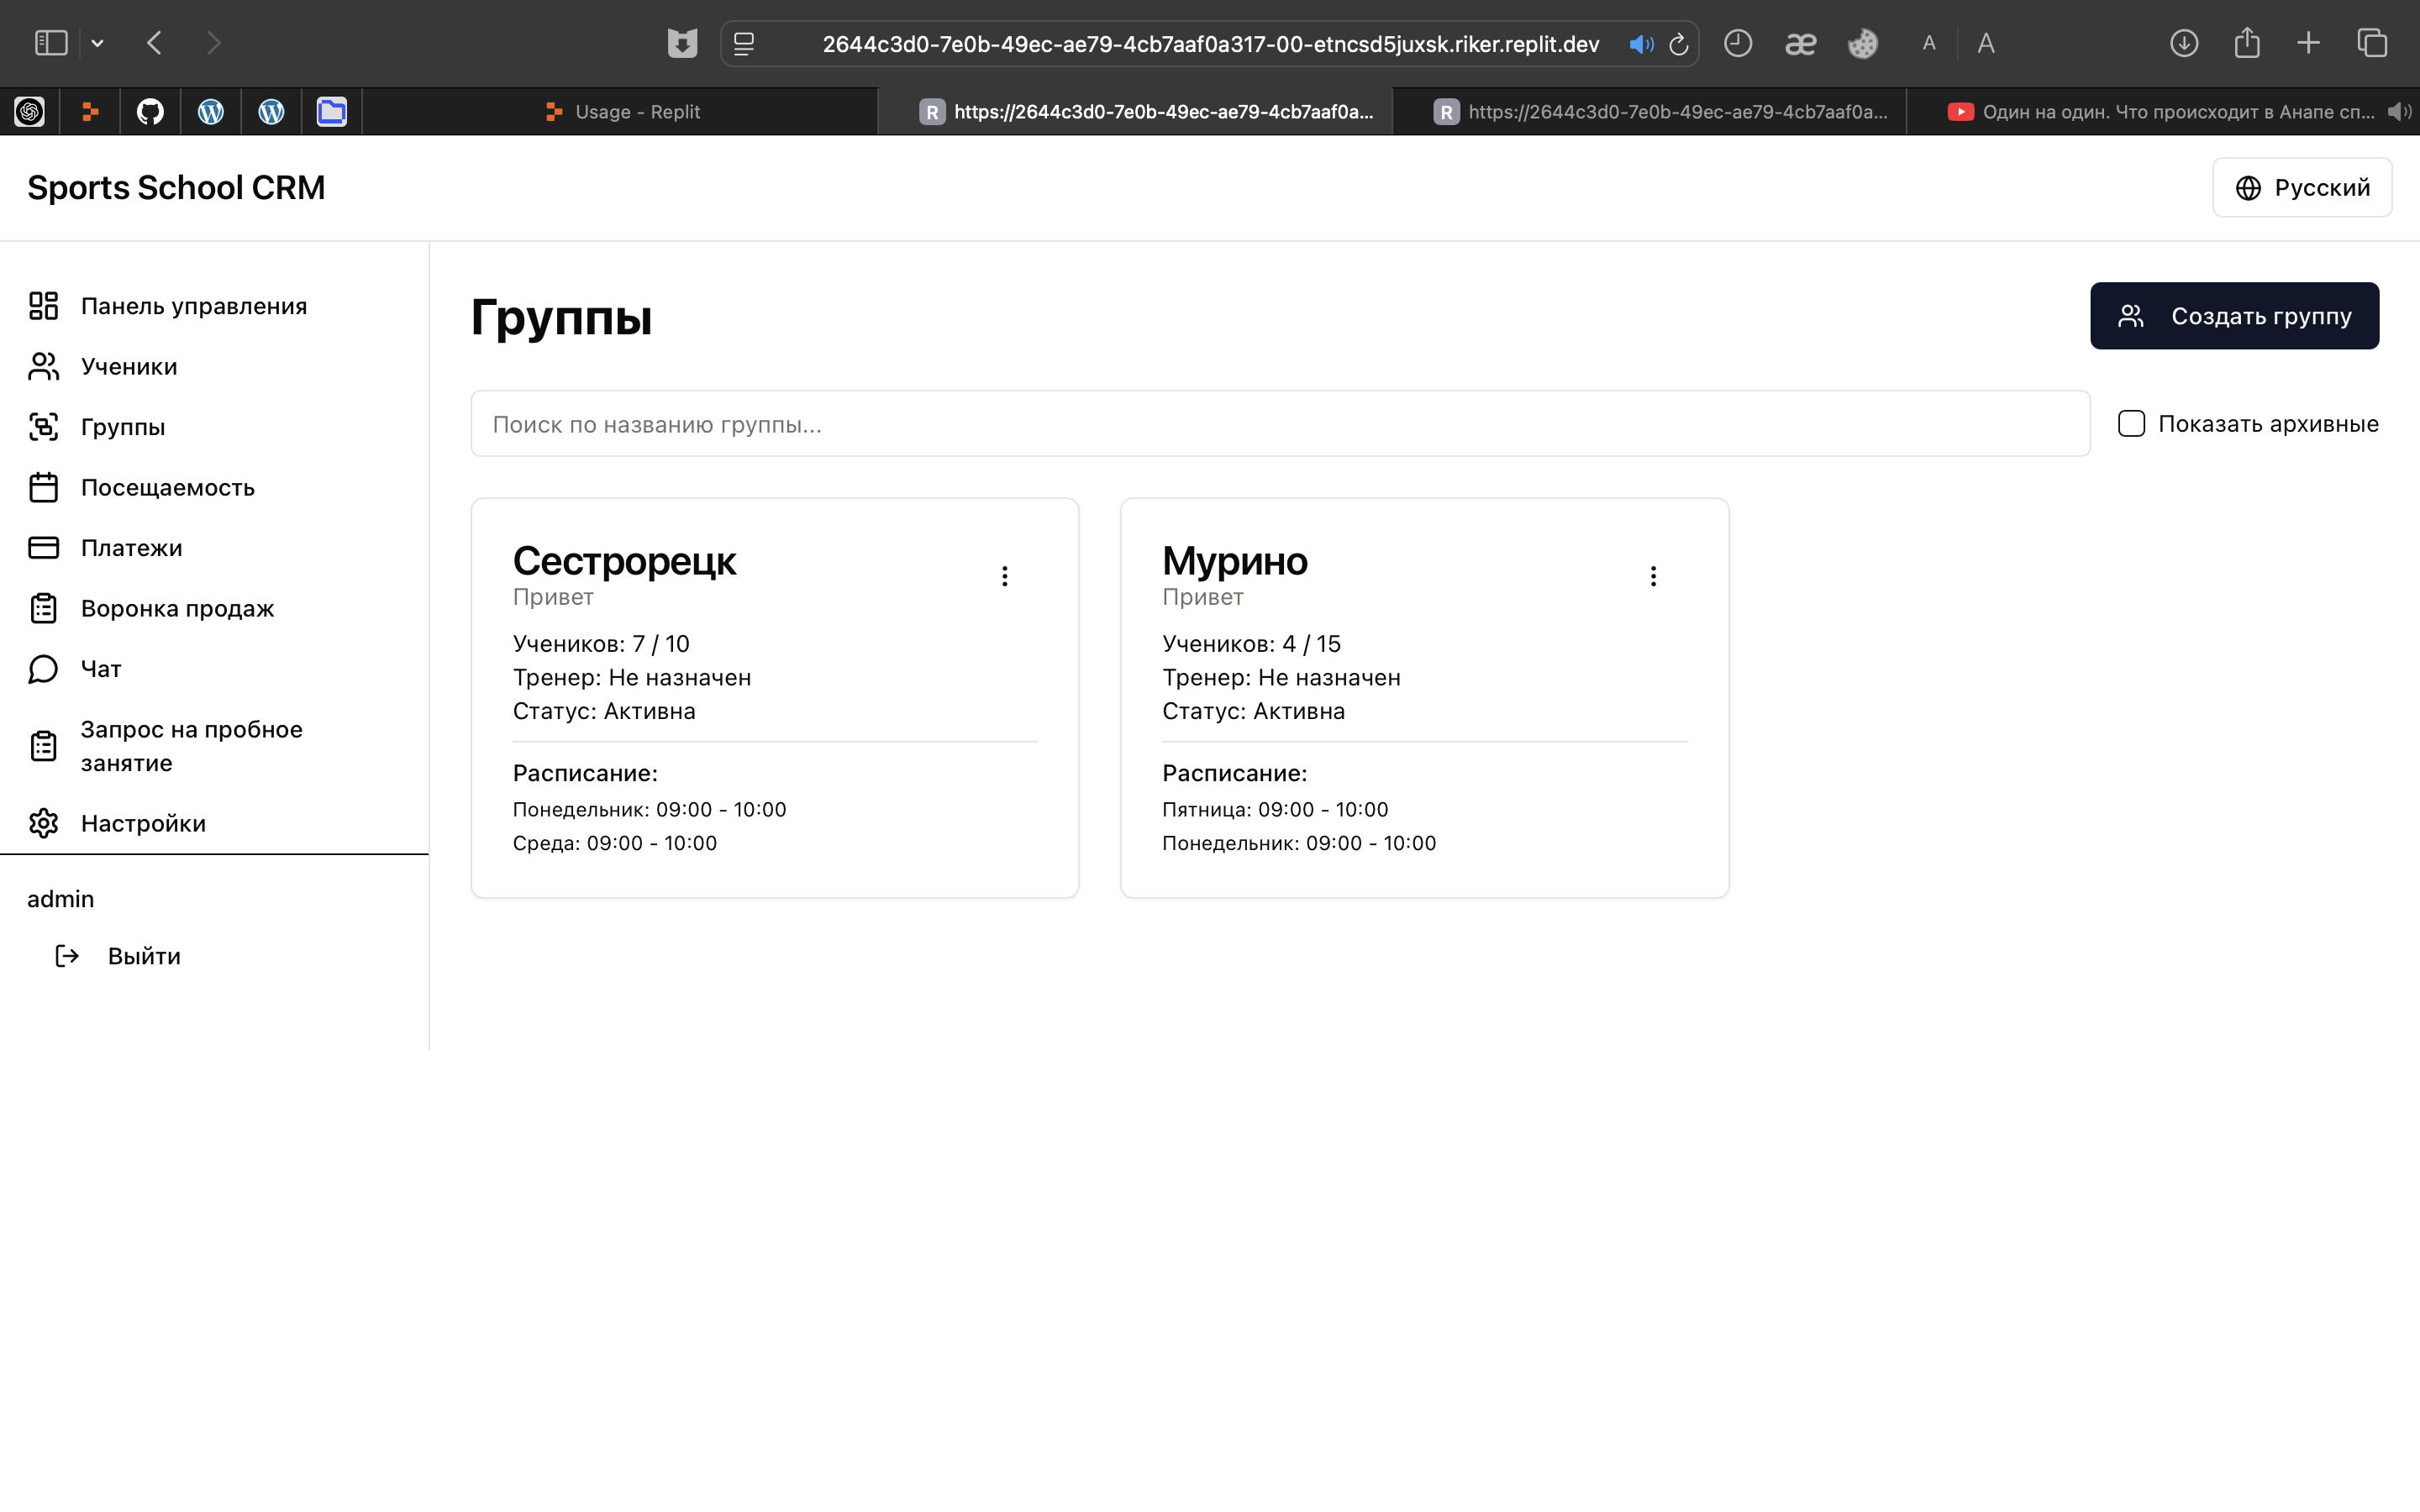 2644c3d0-7e0b-49ec-ae79-4cb7aaf0a317-00-etncsd5juxsk.riker.replit.dev
æ
A
A
Usage - Replit
R
https://2644c3d0-7e0b-49ec-ae79-4cb7aaf0a...
R
https://2644c3d0-7e0b-49ec-ae79-4cb7aaf0a...
Один на один. Что происходит в Анапе сп...
Sports School CRM
Русский
Панель управления
Ученики
Группы
Посещаемость
Платежи
Воронка продаж
Чат
Запрос на пробное
занятие
Настройки
admin
Выйти
Группы
Создать группу
Поиск по названию группы...
Показать архивные
Сестрорецк
Привет
Учеников: 7 / 10
Тренер: Не назначен
Статус: Активна
Расписание:
Понедельник: 09:00 - 10:00
Среда: 09:00 - 10:00
Мурино
Привет
Учеников: 4 / 15
Тренер: Не назначен
Статус: Активна
Расписание:
Пятница: 09:00 - 10:00
Понедельник: 09:00 - 10:00